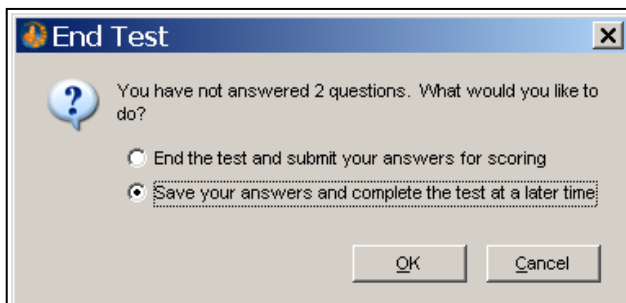 End Test
You have not answered 2 questions. What would you like to
do?
End the test and submit your answers for scoring
Save your answers and complete the test at a later time
OK Cancel